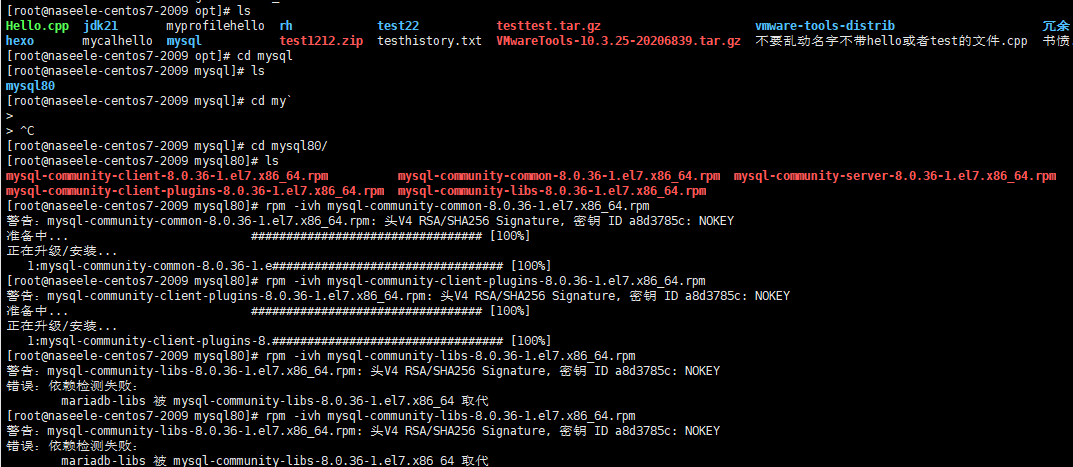 [root@naseele-centos7-2009 opt]# ls
Hello.cpp jdk21 myprofilehello rh test22 testtest.tar.gz vmware-tools-distrib 冗余
hexo mycalhello mysql test1212.zip testhistory.txt VMwareTools-10.3.25-20206839.tar.gz 不要乱动名字不带hello或者test的文件.cpp 书愤
[root@naseele-centos7-2009 opt]# cd mysql
[root@naseele-centos7-2009 mysql]# ls
mysql80
[root@naseele-centos7-2009 mysql]# cd my`
>
> ^C
[root@naseele-centos7-2009 mysql]# cd mysql80/
[root@naseele-centos7-2009 mysql80]# ls
mysql-community-client-8.0.36-1.el7.x86_64.rpm mysql-community-common-8.0.36-1.el7.x86_64.rpm mysql-community-server-8.0.36-1.el7.x86_64.rpm
mysql-community-client-plugins-8.0.36-1.el7.x86_64.rpm mysql-community-libs-8.0.36-1.el7.x86_64.rpm
[root@naseele-centos7-2009 mysql80]# rpm -ivh mysql-community-common-8.0.36-1.el7.x86_64.rpm
警告：mysql-community-common-8.0.36-1.el7.x86_64.rpm: 头V4 RSA/SHA256 Signature, 密钥 ID a8d3785c: NOKEY
准备中... ################################# [100%]
正在升级/安装...
1:mysql-community-common-8.0.36-1.e################################# [100%]
[root@naseele-centos7-2009 mysql80]# rpm -ivh mysql-community-client-plugins-8.0.36-1.el7.x86_64.rpm
警告：mysql-community-client-plugins-8.0.36-1.el7.x86_64.rpm: 头V4 RSA/SHA256 Signature, 密钥 ID a8d3785c: NOKEY
准备中... ################################# [100%]
正在升级/安装...
1:mysql-community-client-plugins-8.################################# [100%]
[root@naseele-centos7-2009 mysql80]# rpm -ivh mysql-community-libs-8.0.36-1.el7.x86_64.rpm
警告：mysql-community-libs-8.0.36-1.el7.x86_64.rpm: 头V4 RSA/SHA256 Signature, 密钥 ID a8d3785c: NOKEY
错误：依赖检测失败：
mariadb-libs 被 mysql-community-libs-8.0.36-1.el7.x86_64 取代
[root@naseele-centos7-2009 mysql80]# rpm -ivh mysql-community-libs-8.0.36-1.el7.x86_64.rpm
警告：mysql-community-libs-8.0.36-1.el7.x86_64.rpm: 头V4 RSA/SHA256 Signature, 密钥 ID a8d3785c: NOKEY
错误：依赖检测失败：
mariadb-libs 被 mysql-community-libs-8.0.36-1.el7.x86_64 取代